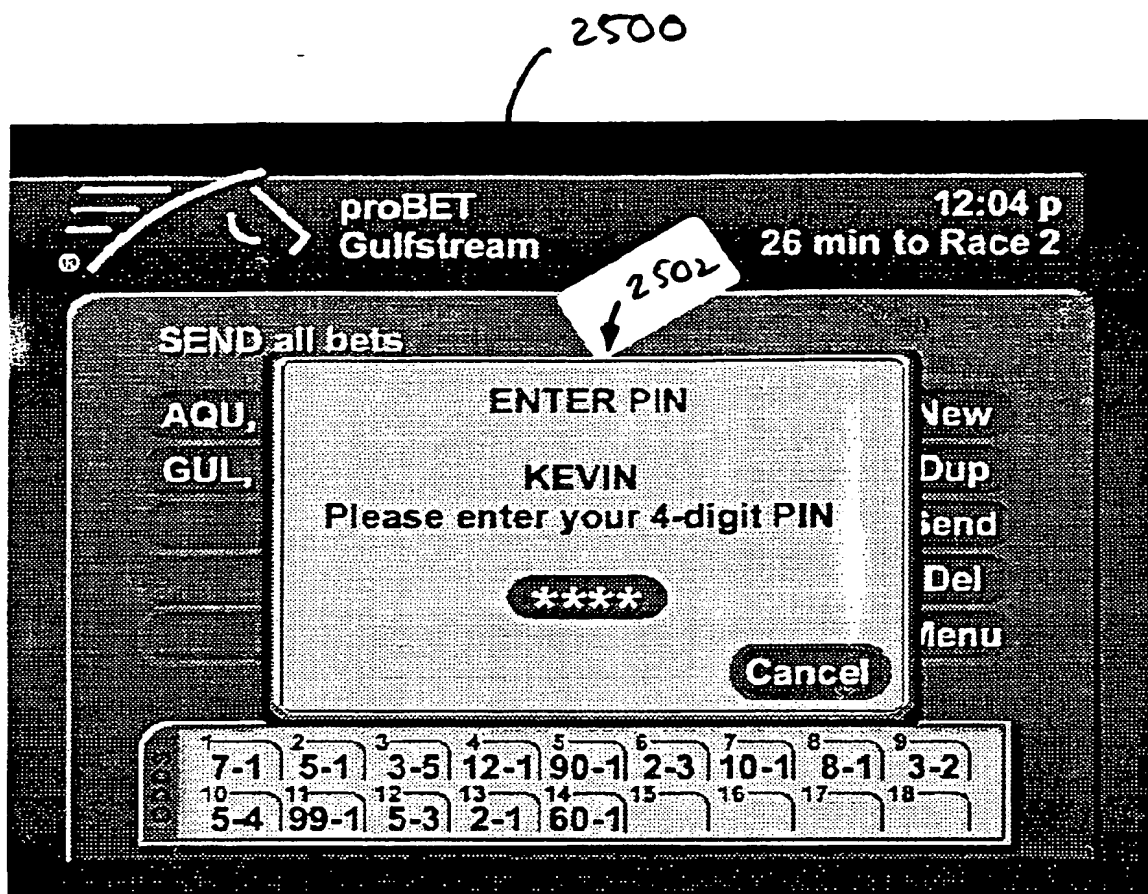 2500
®
proBET
Gulfstream
12:04 p
26 min to Race 2
2502
SEND all bets
AQU,
GUL,
New
Dup
Send
Del
Menu
ENTER PIN
KEVIN
Please enter your 4-digit PIN
****
Cancel
ODDS
1 2 3 4 5 6 7 8 9
7-1 5-1 3-5 12-1 90-1 2-3 10-1 8-1 3-2
10 11 12 13 14 15 16 17 18
5-4 99-1 5-3 2-1 60-1